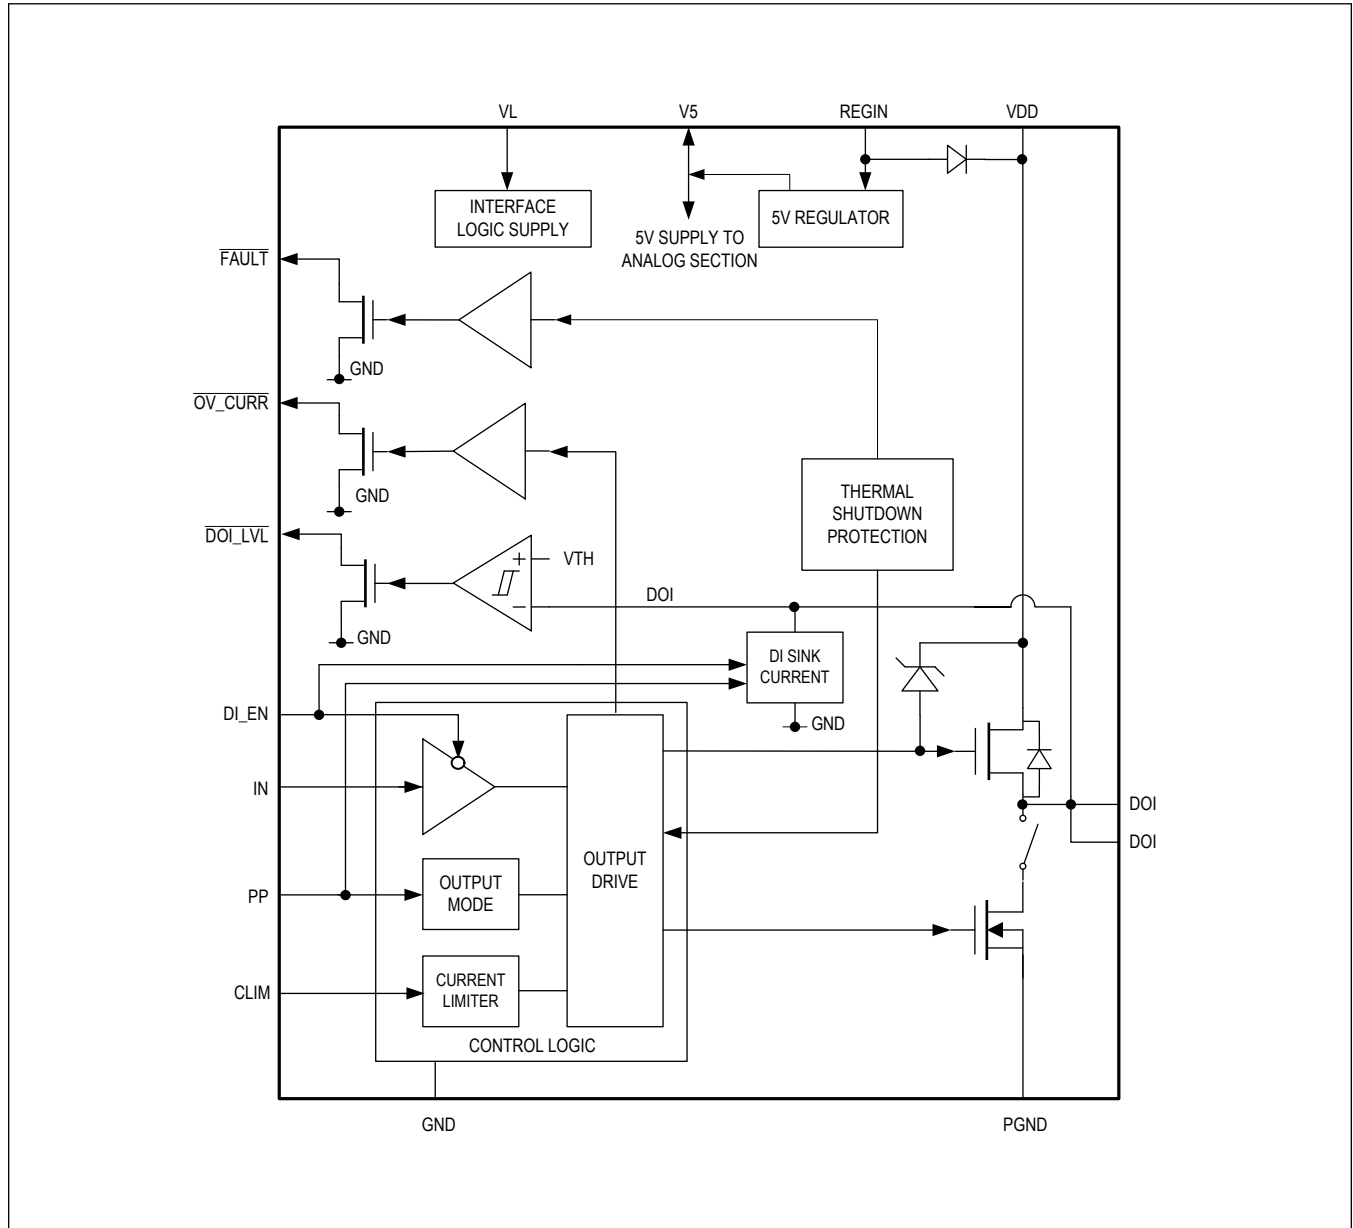 VL
V5
REGIN
VDD
INTERFACE
LOGIC SUPPLY
5V REGULATOR
5V SUPPLY TO
ANALOG SECTION
FAULT
GND
OV_CURR
GND
THERMAL
SHUTDOWN
PROTECTION
DOI_LVL
+
VTH
−
DOI
GND
DI SINK
CURRENT
GND
DI_EN
IN
DOI
DOI
OUTPUT
DRIVE
PP
OUTPUT
MODE
CLIM
CURRENT
LIMITER
CONTROL LOGIC
GND
PGND